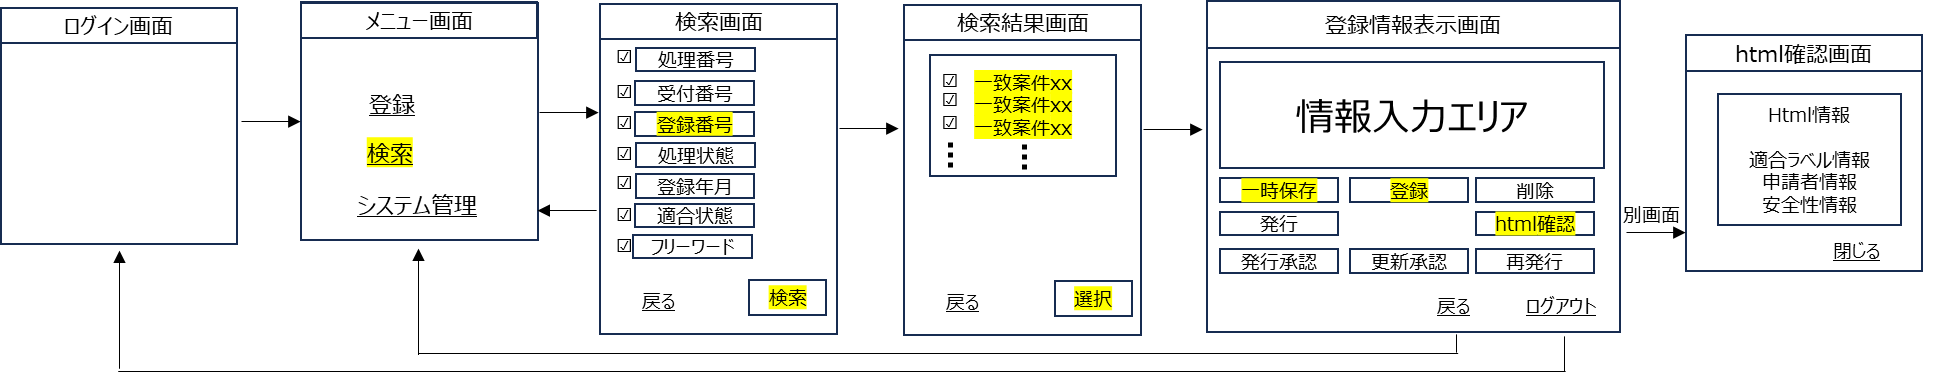 ログイン画面
メニュー画面
登録
検索
システム管理
検索画面
☑ 処理番号
☑ 受付番号
☑ 登録番号
☑ 処理状態
☑ 登録年月
☑ 適合状態
☑ フリーワード
戻る 検索
検索結果画面
☑ 一致案件xx
☑ 一致案件xx
☑ 一致案件xx
戻る 選択
登録情報表示画面
情報入力エリア
一時保存 登録 削除
発行 html確認
発行承認 更新承認 再発行
戻る ログアウト
別画面
html確認画面
Html情報
適合ラベル情報
申請者情報
安全性情報
閉じる